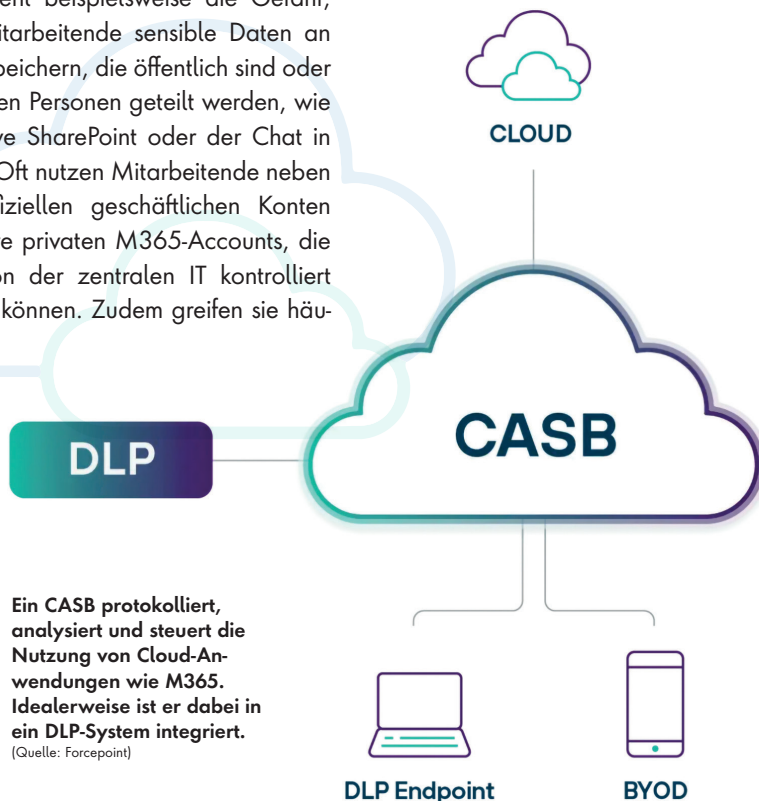 beispielsweise die Gefahr,
itarbeitende sensible Daten an
peichern, die öffentlich sind oder
en Personen geteilt werden, wie
ve SharePoint oder der Chat in
Oft nutzen Mitarbeitende neben
fiziellen geschäftlichen Konten
re privaten M365-Accounts, die
on der zentralen IT kontrolliert
können. Zudem greifen sie häu-
CLOUD
CASB
DLP
Ein CASB protokolliert,
analysiert und steuert die
Nutzung von Cloud-An-
wendungen wie M365.
Idealerweise ist er dabei in
ein DLP-System integriert.
(Quelle: Forcepoint)
DLP Endpoint
BYOD